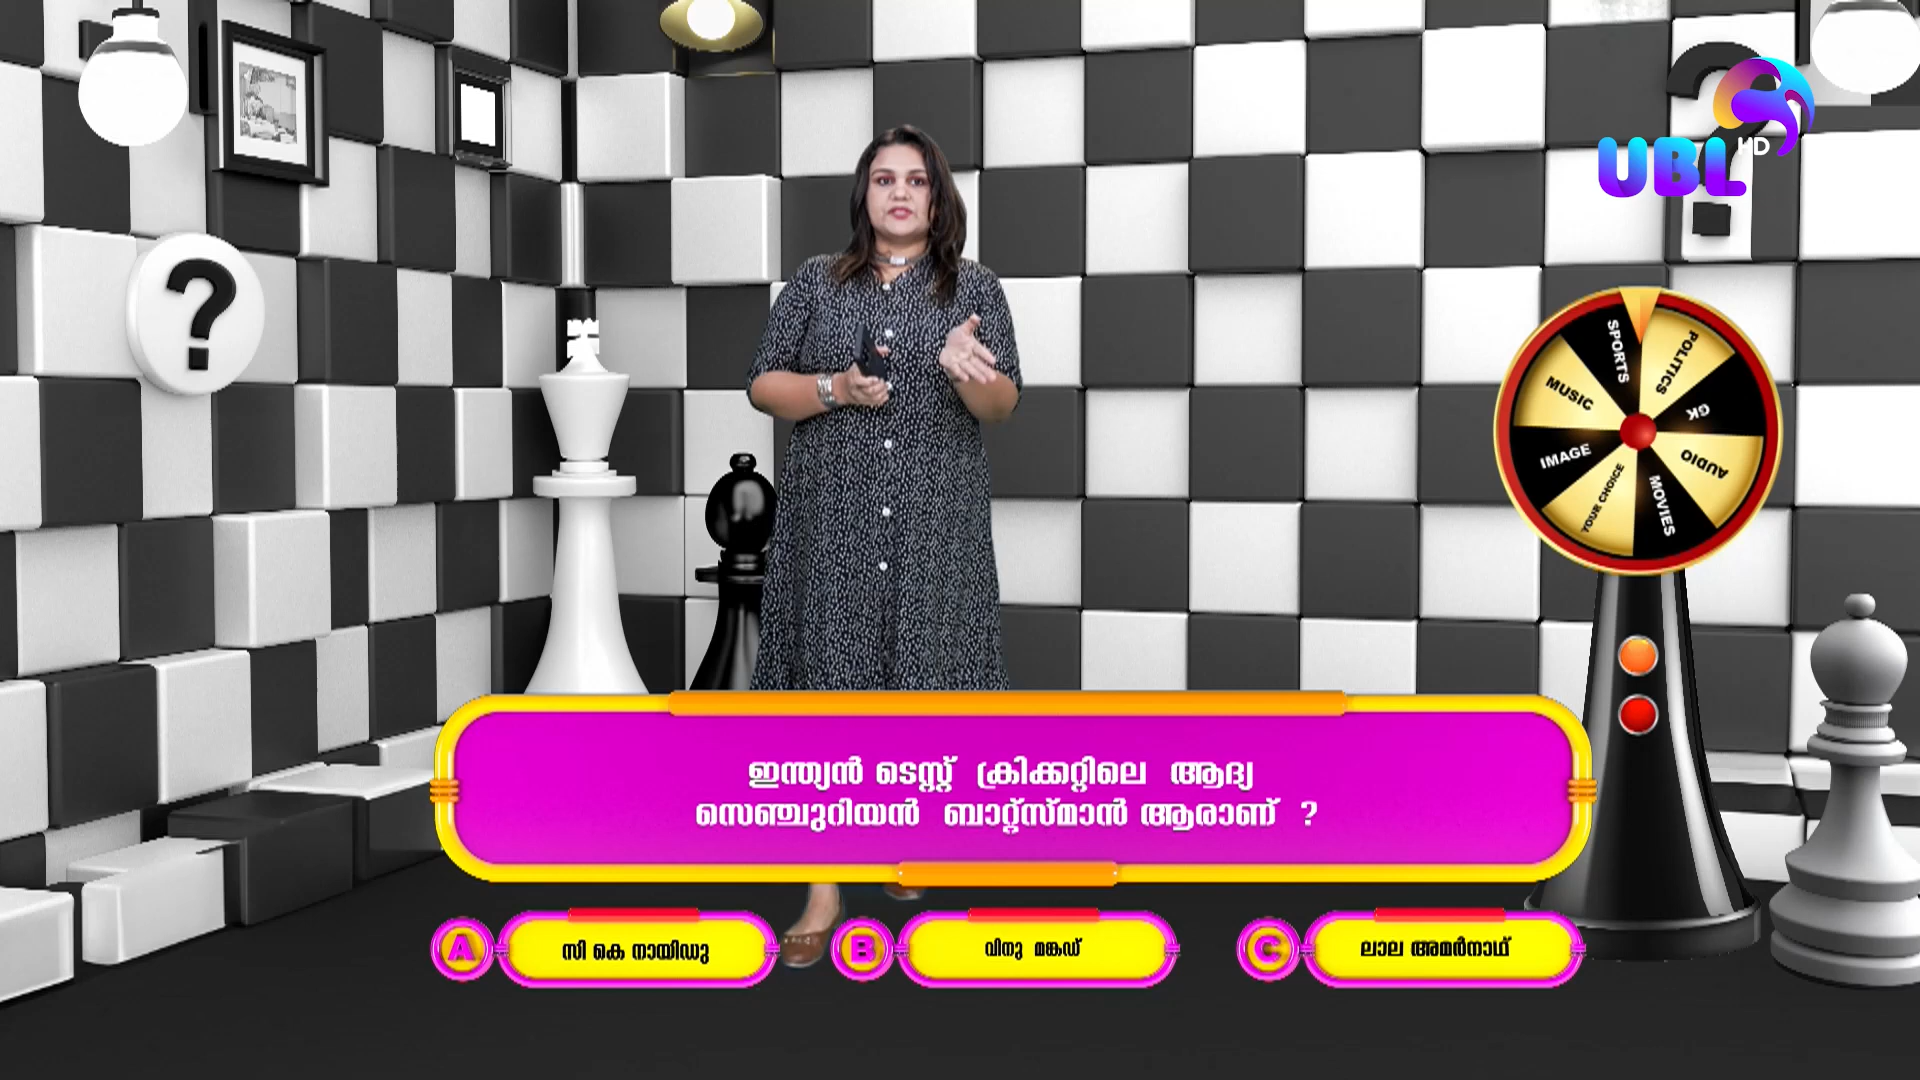 UBL HD
SPORTS
POLITICS
GK
AUDIO
MOVIES
YOUR CHOICE
IMAGE
MUSIC
ഇന്ത്യൻ ടെസ്റ്റ് ക്രിക്കറ്റിലെ ആദ്യ
സെഞ്ചുറിയൻ ബാറ്റ്സ്മാൻ ആരാണ് ?
A സി കെ നായിഡു
B വിനു മങ്കഡ്
C ലാല അമർനാഥ്